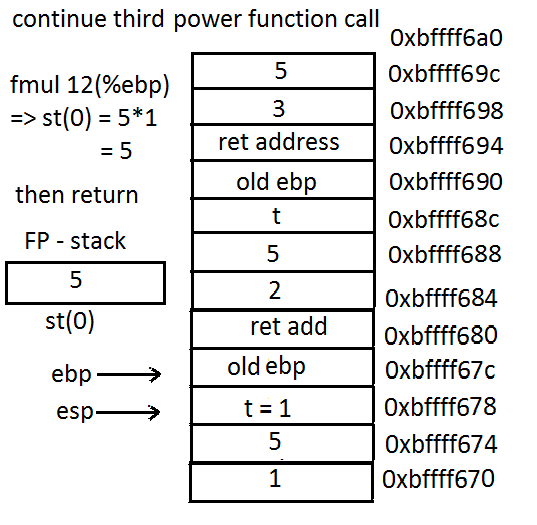 continue third power function call
0xbffff6a0
5 0xbffff69c
fmul 12(%ebp)
3 0xbffff698
=> st(0) = 5*1
ret address 0xbffff694
= 5
old ebp 0xbffff690
then return
t 0xbffff68c
FP - stack
5 0xbffff688
5
2 0xbffff684
st(0)
ret add 0xbffff680
ebp
old ebp 0xbffff67c
esp
t = 1 0xbffff678
5 0xbffff674
1 0xbffff670